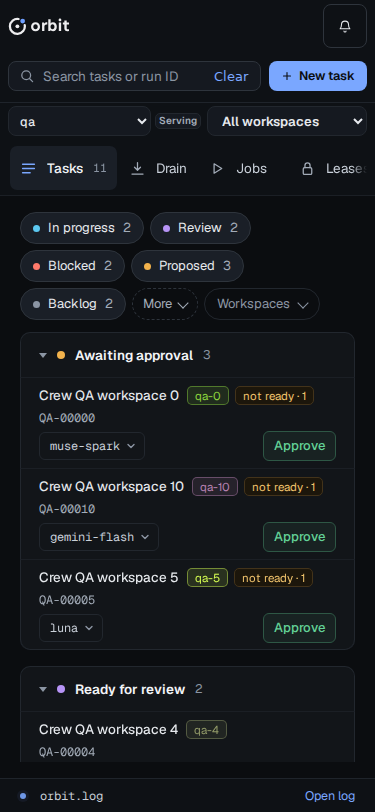 orbit
Search tasks or run ID Clear + New task
qa Serving All workspaces
Tasks 11 Drain Jobs Lease
In progress 2 Review 2
Blocked 2 Proposed 3
Backlog 2 More Workspaces
Awaiting approval 3
Crew QA workspace 0 qa-0 not ready · 1
QA-00000
muse-spark Approve
Crew QA workspace 10 qa-10 not ready · 1
QA-00010
gemini-flash Approve
Crew QA workspace 5 qa-5 not ready · 1
QA-00005
luna Approve
Ready for review 2
Crew QA workspace 4 qa-4
QA-00004
orbit.log Open log